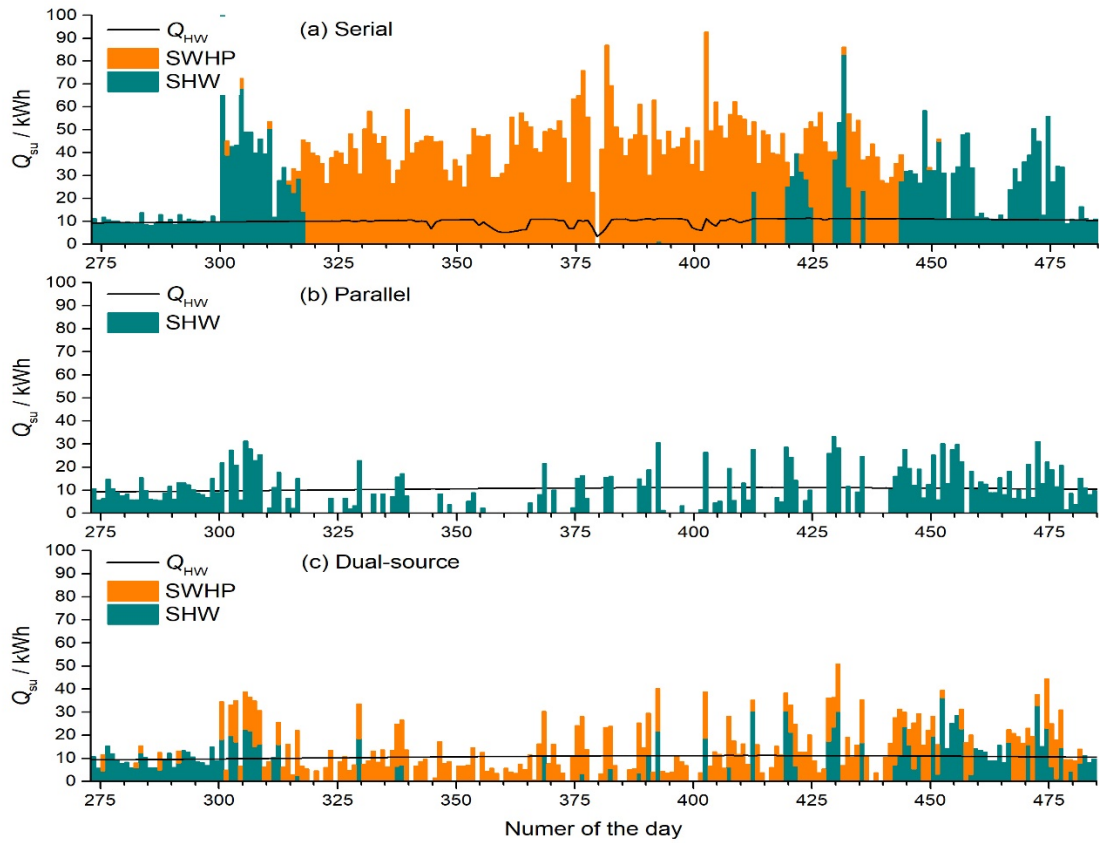 100
90
80
70
60
50
40
30
20
10
0
Q_su / kWh
Q_HW
SWHP
SHW
(a) Serial
275 300 325 350 375 400 425 450 475
100
90
80
70
60
50
40
30
20
10
0
Q_su / kWh
Q_HW
SHW
(b) Parallel
275 300 325 350 375 400 425 450 475
100
90
80
70
60
50
40
30
20
10
0
Q_su / kWh
Q_HW
SWHP
SHW
(c) Dual-source
275 300 325 350 375 400 425 450 475
Numer of the day